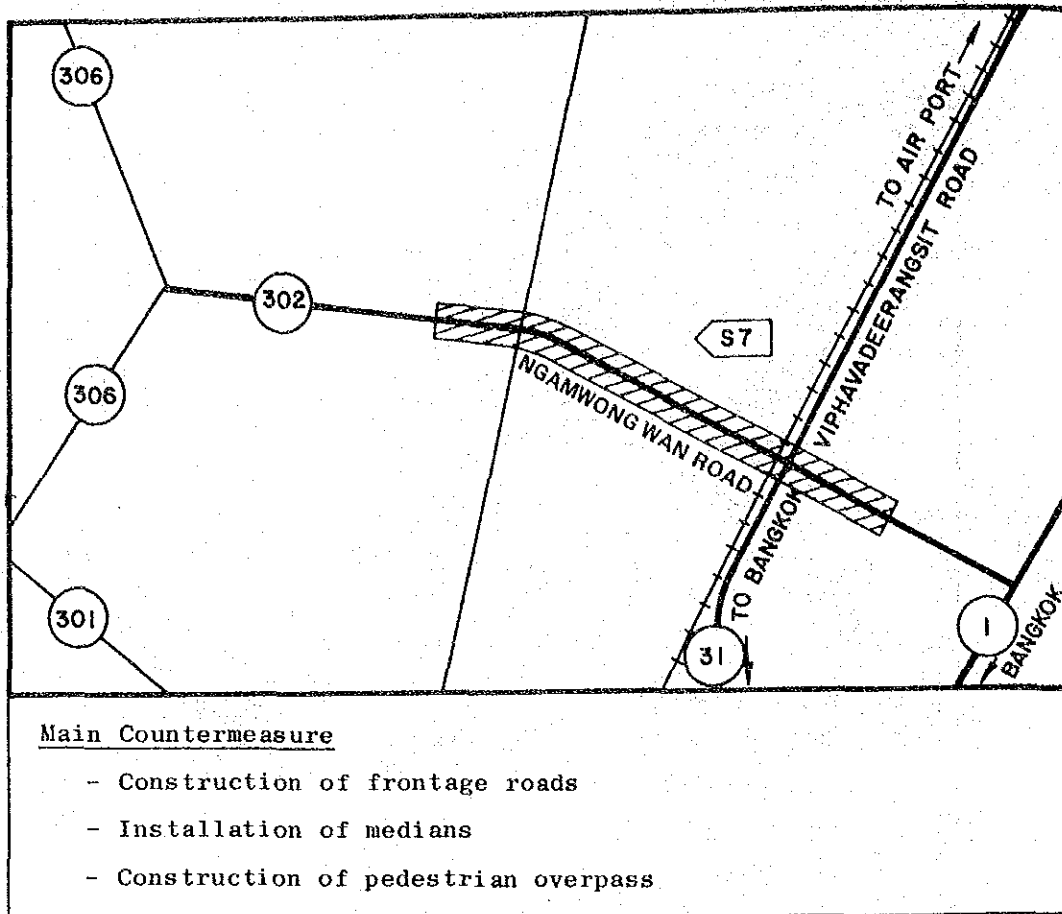 306
TO AIR PORT
VIPHAVADEERANGSIT ROAD
302
S7
306
NGAMWONG WAN ROAD
TO BANGKOK
301
31
1
BANGKOK
Main Countermeasure
- Construction of frontage roads
- Installation of medians
- Construction of pedestrian overpass